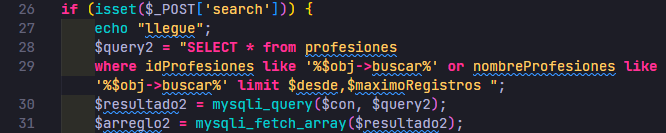 26 if (isset($_POST['search'])) {
27 echo "llegue";
28 $query2 = "SELECT * from profesiones
29 where idProfesiones like '%$obj->buscar%' or nombreProfesiones like
'%$obj->buscar%' limit $desde,$maximoRegistros ";
30 $resultado2 = mysqli_query($con, $query2);
31 $arreglo2 = mysqli_fetch_array($resultado2);